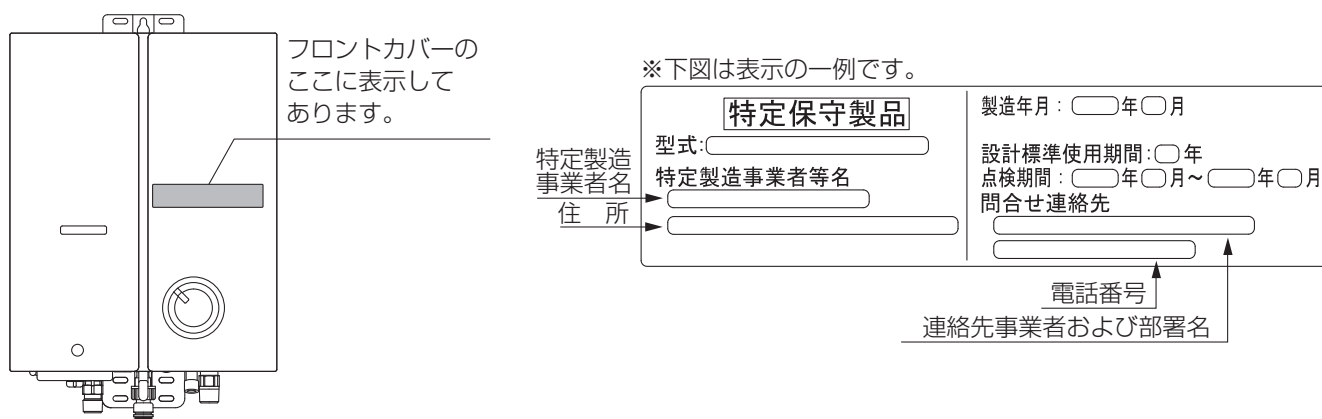 フロントカバーの
ここに表示して
あります。
※下図は表示の一例です。
特定保守製品
型式:
特定製造事業者等名
特定製造
事業者名
住 所
製造年月: 年 月
設計標準使用期間: 年
点検期間: 年 月~ 年 月
問合せ連絡先
電話番号
連絡先事業者および部署名